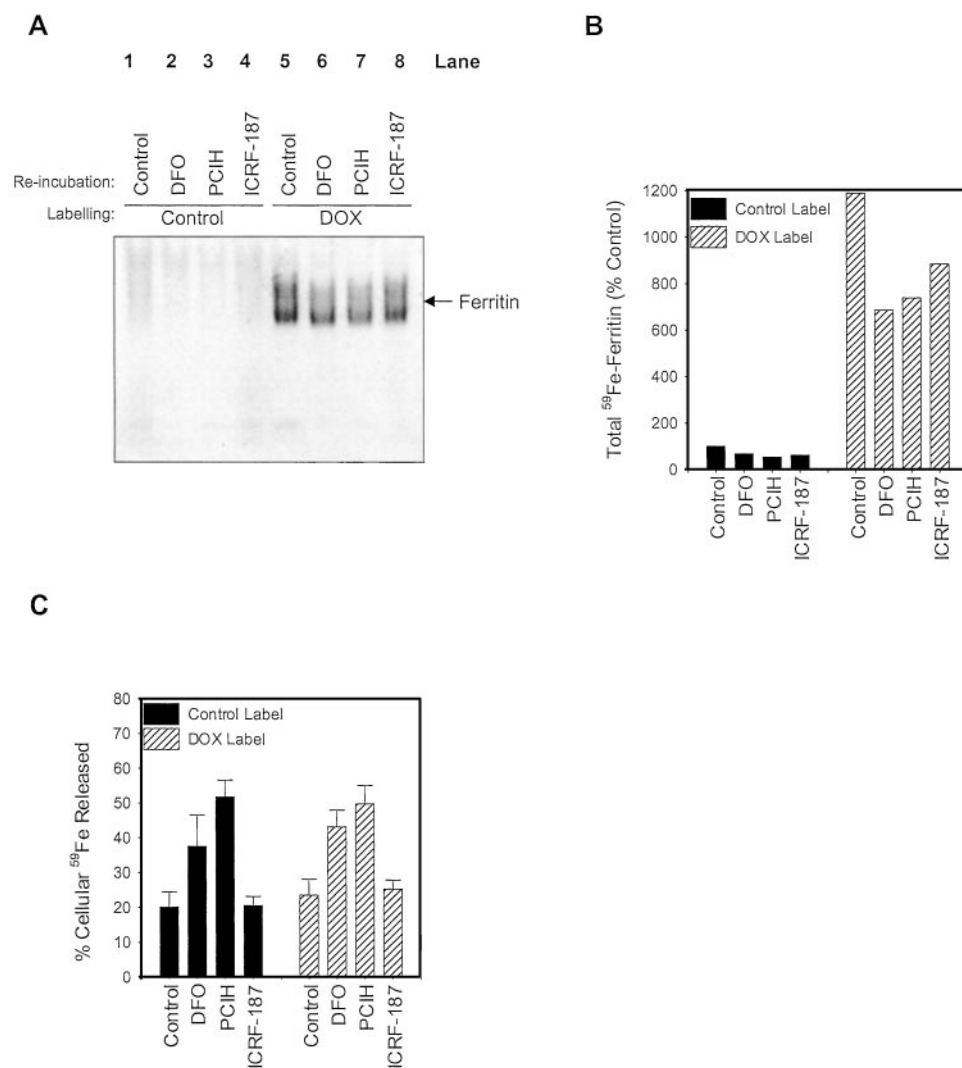 A
1 2 3 4 5 6 7 8 Lane
Re-incubation: Control DFO PCIH ICRF-187 Control DFO PCIH ICRF-187
Labelling: Control DOX
Ferritin
B
Total ⁵⁹Fe-Ferritin (% Control)
1200
1000
800
600
400
200
0
Control Label
DOX Label
Control DFO PCIH ICRF-187 Control DFO PCIH ICRF-187
C
% Cellular ⁵⁹Fe Released
80
70
60
50
40
30
20
10
0
Control Label
DOX Label
Control DFO PCIH ICRF-187 Control DFO PCIH ICRF-187